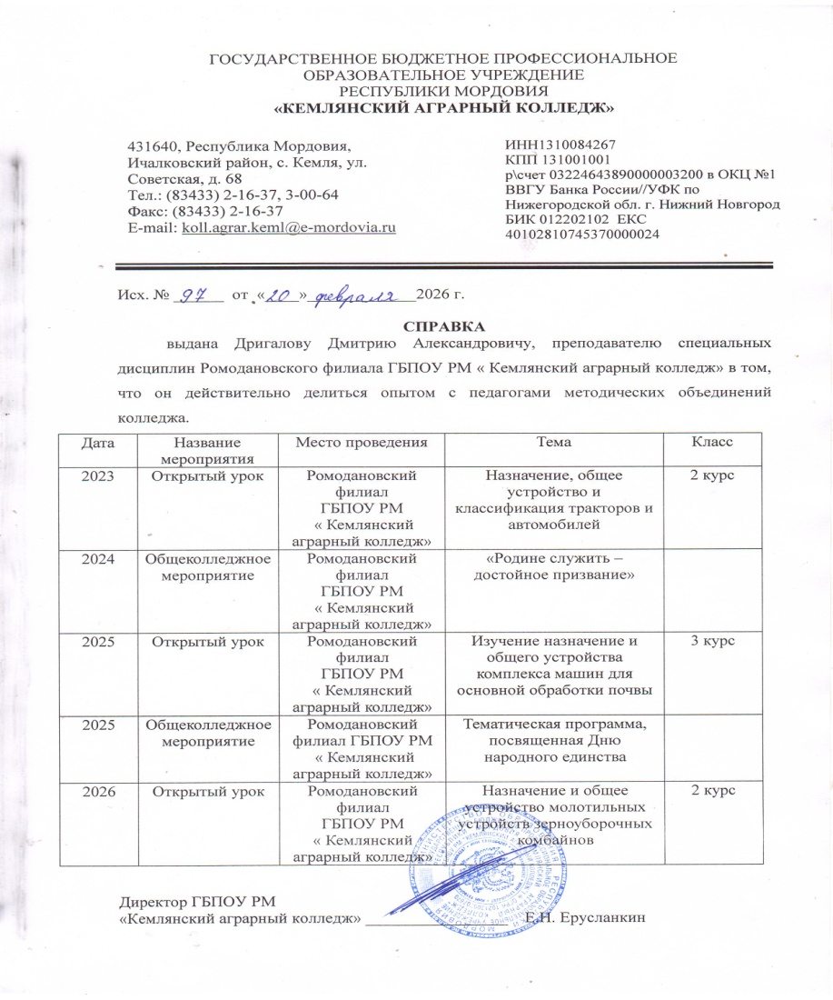 ГОСУДАРСТВЕННОЕ БЮДЖЕТНОЕ ПРОФЕССИОНАЛЬНОЕ
ОБРАЗОВАТЕЛЬНОЕ УЧРЕЖДЕНИЕ
РЕСПУБЛИКИ МОРДОВИЯ
«КЕМЛЯНСКИЙ АГРАРНЫЙ КОЛЛЕДЖ»
431640, Республика Мордовия,
Ичалковский район, с. Кемля, ул.
Советская, д. 68
Тел.: (83433) 2-16-37, 3-00-64
Факс: (83433) 2-16-37
E-mail: koll.agrar.keml@e-mordovia.ru
ИНН1310084267
КПП 131001001
р\счет 03224643890000003200 в ОКЦ №1
ВВГУ Банка России//УФК по
Нижегородской обл. г. Нижний Новгород
БИК 012202102 ЕКС
40102810745370000024
Исх. № 97 от «20» февраля 2026 г.
СПРАВКА
выдана Дригалову Дмитрию Александровичу, преподавателю специальных
дисциплин Ромодановского филиала ГБПОУ РМ « Кемлянский аграрный колледж» в том,
что он действительно делиться опытом с педагогами методических объединений
колледжа.
Дата
Название
мероприятия
Место проведения
Тема
Класс
2023
Открытый урок
Ромодановский
филиал
ГБПОУ РМ
« Кемлянский
аграрный колледж»
Назначение, общее
устройство и
классификация тракторов и
автомобилей
2 курс
2024
Общеколледжное
мероприятие
Ромодановский
филиал
ГБПОУ РМ
« Кемлянский
аграрный колледж»
«Родине служить –
достойное призвание»
2025
Открытый урок
Ромодановский
филиал
ГБПОУ РМ
« Кемлянский
аграрный колледж»
Изучение назначение и
общего устройства
комплекса машин для
основной обработки почвы
3 курс
2025
Общеколледжное
мероприятие
Ромодановский
филиал ГБПОУ РМ
« Кемлянский
аграрный колледж»
Тематическая программа,
посвященная Дню
народного единства
2026
Открытый урок
Ромодановский
филиал
ГБПОУ РМ
« Кемлянский
аграрный колледж»
Назначение и общее
устройство молотильных
устройств зерноуборочных
комбайнов
2 курс
Директор ГБПОУ РМ
«Кемлянский аграрный колледж» Е.Н. Ерусланкин